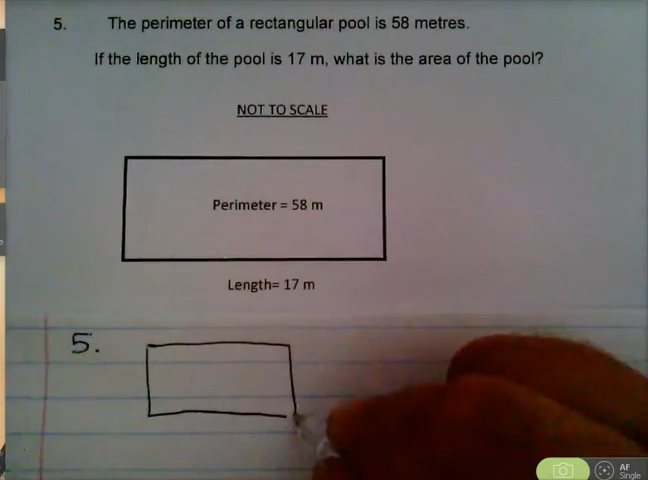 5. The perimeter of a rectangular pool is 58 metres.
If the length of the pool is 17 m, what is the area of the pool?
NOT TO SCALE
Perimeter = 58 m
Length= 17 m
5.
AF
Single